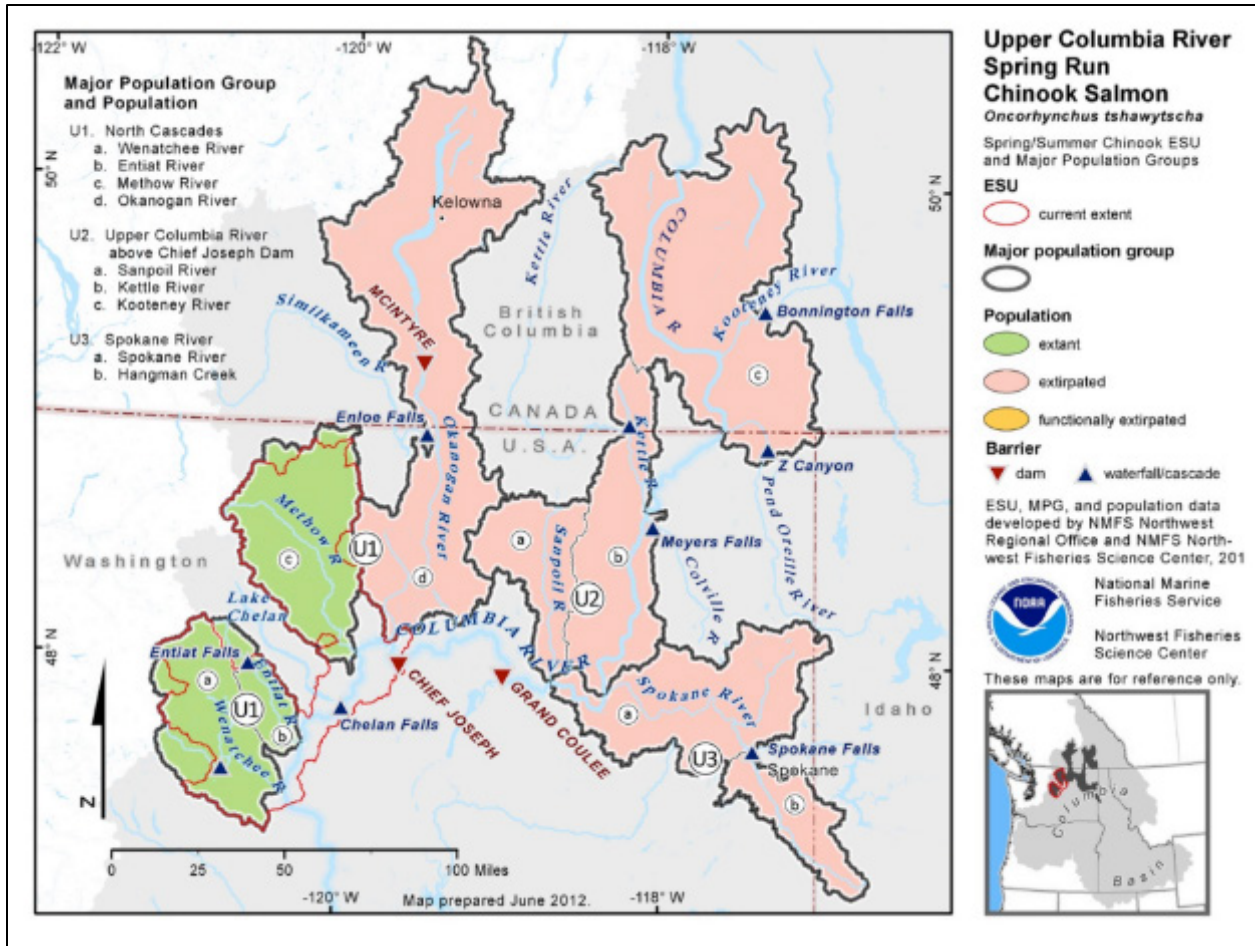 -122° W
-120° W
-118° W
Major Population Group
and Population
U1. North Cascades
a. Wenatchee River
b. Entiat River
c. Methow River
d. Okanogan River
U2. Upper Columbia River
above Chief Joseph Dam
a. Sanpoil River
b. Kettle River
c. Kooteney River
U3. Spokane River
a. Spokane River
b. Hangman Creek
50° N
50° N
Kelowna
Kettle River
COLUMBIA R
Kooteney River
Bonnington Falls
British
Columbia
Similkameen R
MCINTYRE
c
Enloe Falls
CANADA
U.S.A.
Okanogan River
Kettle R
Z Canyon
Methow R
Pend Oreille River
Meyers Falls
Colville R
Washington
c
U1
d
a
Sanpoil R
b
U2
Lake
Chelan
48° N
48° N
COLUMBIA RIVER
Entiat Falls
a
Entiat R
U1
b
Wenatchee R
Chelan Falls
CHIEF JOSEPH
GRAND COULEE
Spokane River
a
U3
Spokane Falls
Spokane
b
Idaho
N
0 25 50 100 Miles
-120° W
-118° W
Map prepared June 2012.
Upper Columbia River
Spring Run
Chinook Salmon
Oncorhynchus tshawytscha
Spring/Summer Chinook ESU
and Major Population Groups
ESU
current extent
Major population group
Population
extant
extirpated
functionally extirpated
Barrier
dam
waterfall/cascade
ESU, MPG, and population data
developed by NMFS Northwest
Regional Office and NMFS North-
west Fisheries Science Center, 201
NOAA
National Marine
Fisheries Service
Northwest Fisheries
Science Center
These maps are for reference only.
Columbia
Basin